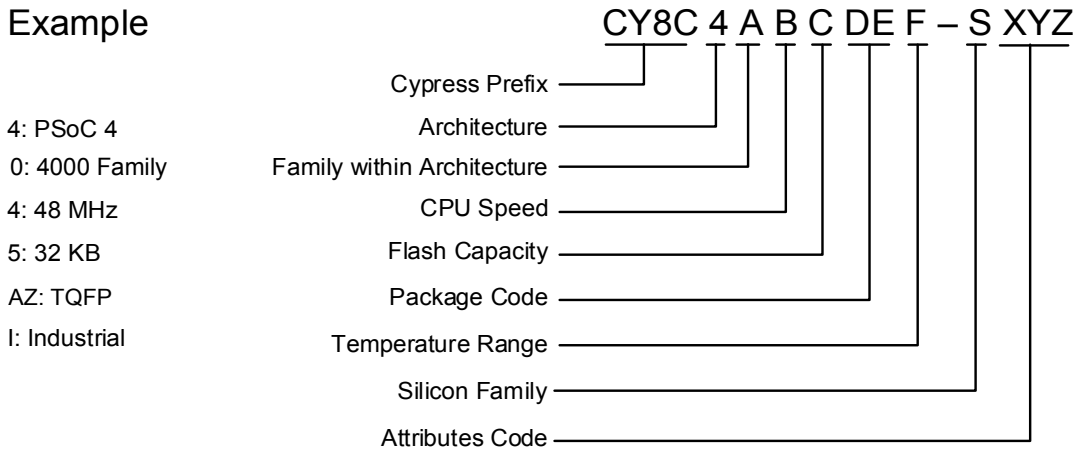 Example CY8C 4 A B C DE F – S XYZ
Cypress Prefix
4: PSoC 4 Architecture
0: 4000 Family Family within Architecture
4: 48 MHz CPU Speed
5: 32 KB Flash Capacity
AZ: TQFP Package Code
I: Industrial Temperature Range
Silicon Family
Attributes Code